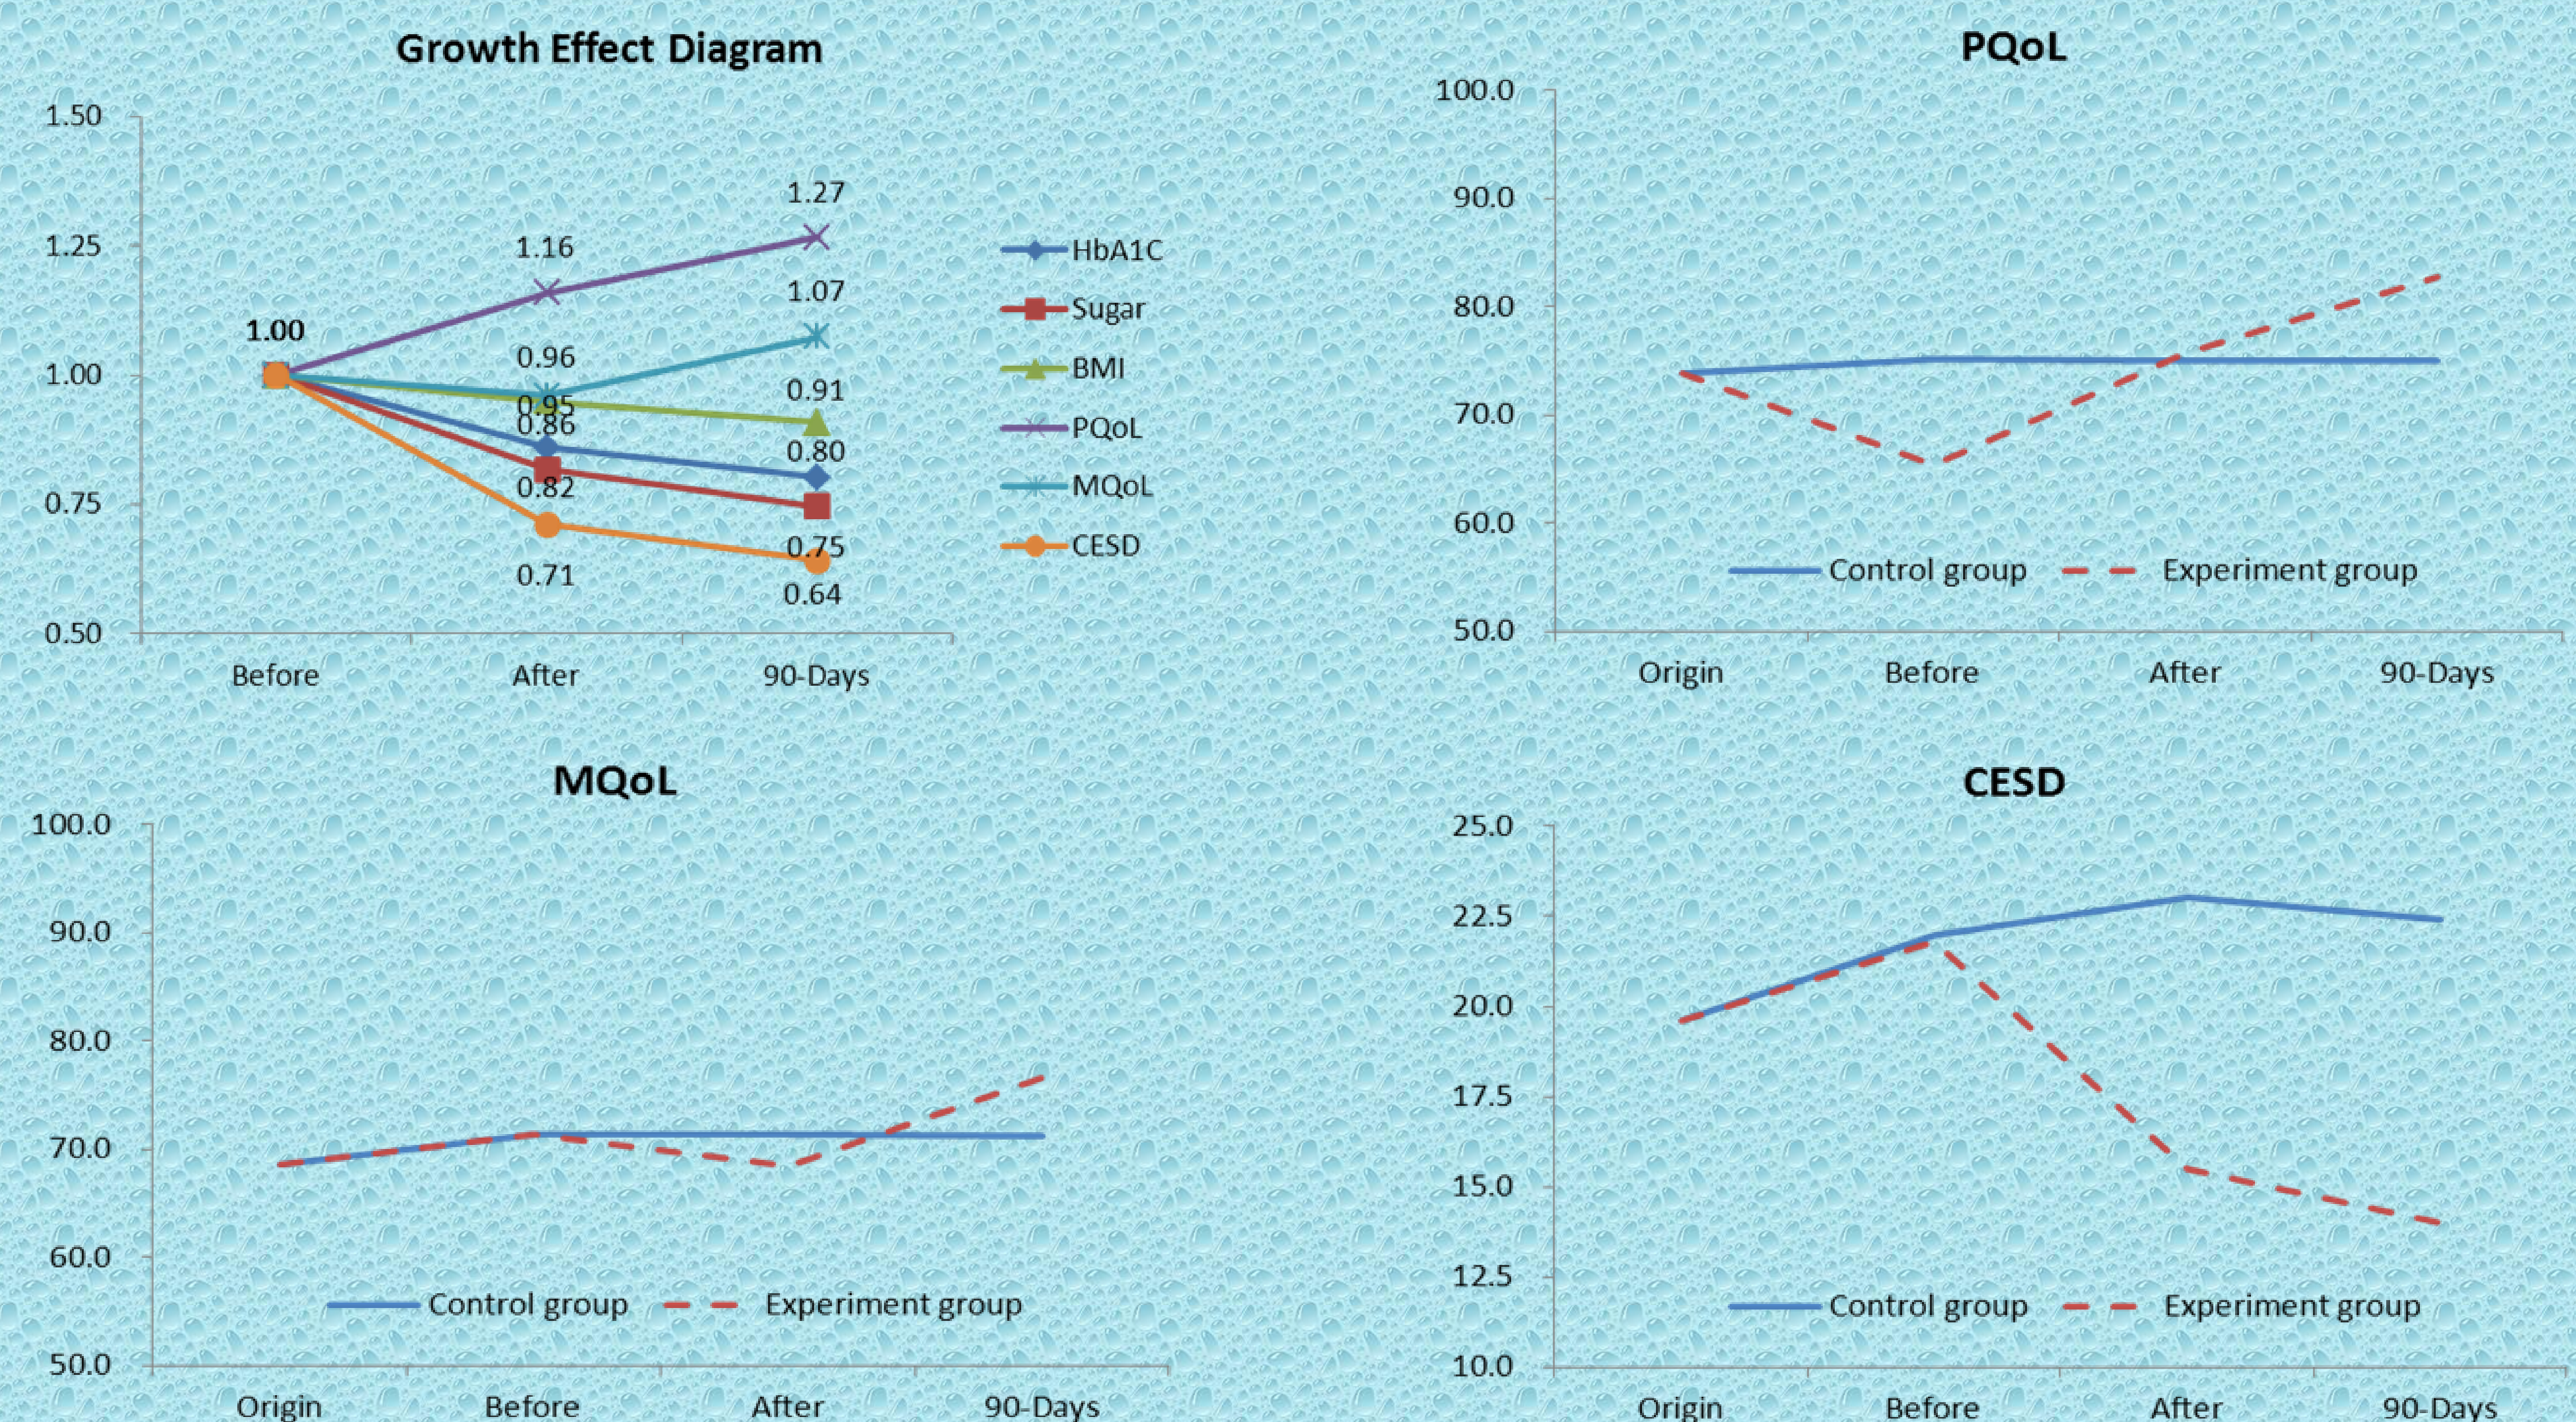 Growth Effect Diagram
1.50
1.25
1.00
0.75
0.50
1.00
1.16
1.27
1.07
0.96
0.95
0.86
0.82
0.71
0.91
0.80
0.75
0.64
Before After 90-Days
HbA1C
Sugar
BMI
PQoL
MQoL
CESD
PQoL
100.0
90.0
80.0
70.0
60.0
50.0
Control group Experiment group
Origin Before After 90-Days
MQoL
100.0
90.0
80.0
70.0
60.0
50.0
Control group Experiment group
Origin Before After 90-Days
CESD
25.0
22.5
20.0
17.5
15.0
12.5
10.0
Control group Experiment group
Origin Before After 90-Days